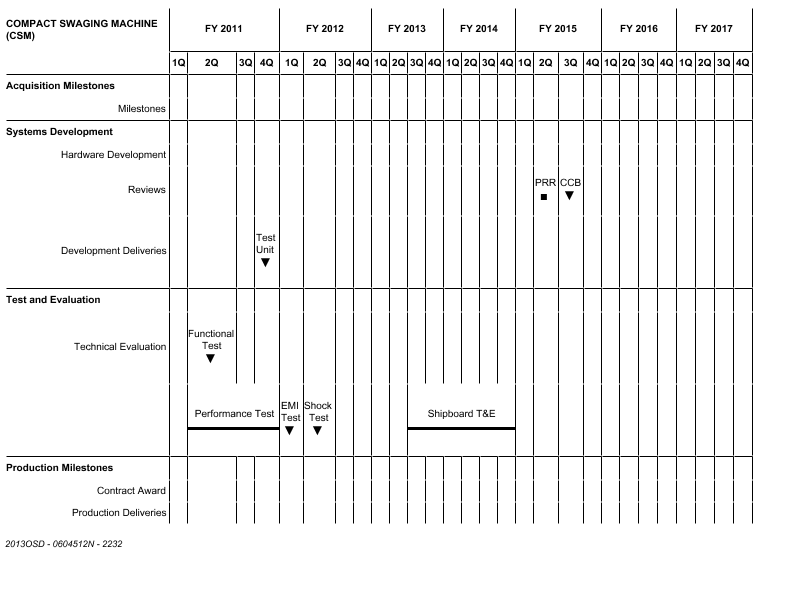 COMPACT SWAGING MACHINE
(CSM)
FY 2011 FY 2012 FY 2013 FY 2014 FY 2015 FY 2016 FY 2017
1Q 2Q 3Q 4Q 1Q 2Q 3Q 4Q 1Q 2Q 3Q 4Q 1Q 2Q 3Q 4Q 1Q 2Q 3Q 4Q 1Q 2Q 3Q 4Q 1Q 2Q 3Q 4Q
Acquisition Milestones
Milestones
Systems Development
Hardware Development
Reviews
PRR CCB
Development Deliveries
Test
Unit
Test and Evaluation
Technical Evaluation
Functional
Test
Performance Test
EMI
Test
Shock
Test
Shipboard T&E
Production Milestones
Contract Award
Production Deliveries
2013OSD - 0604512N - 2232